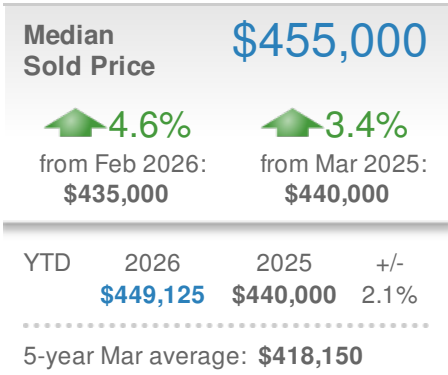 Median $455,000
Sold Price
4.6% 3.4%
from Feb 2026: from Mar 2025:
$435,000 $440,000
YTD 2026 2025 +/-
$449,125 $440,000 2.1%
5-year Mar average: $418,150